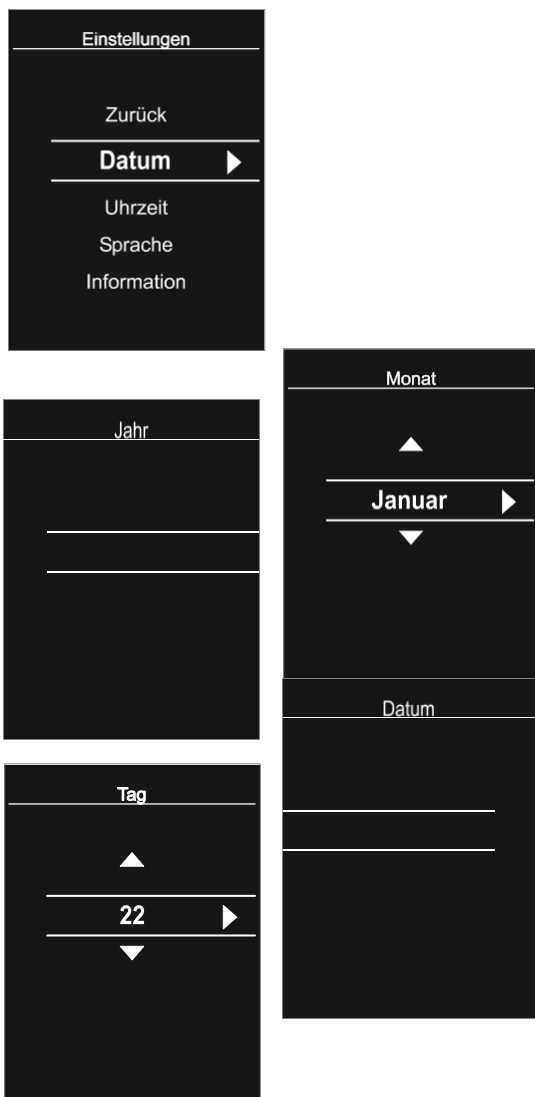 Einstellungen
Zurück
Datum
Uhrzeit
Sprache
Information
Jahr
Monat
Januar
Tag
22
Datum